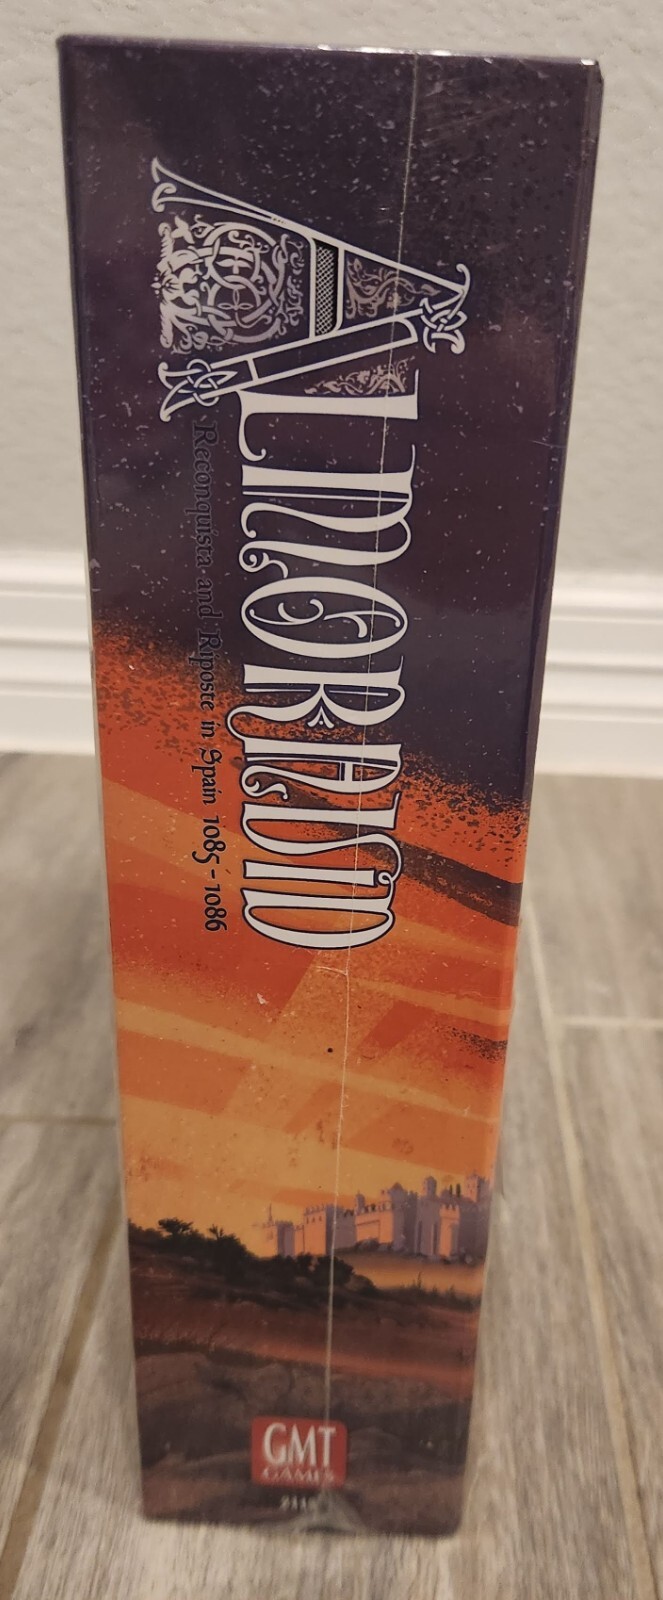 ALMORAVID
Reconquista and Riposte in Spain 1085-1086
GMT
GAMES